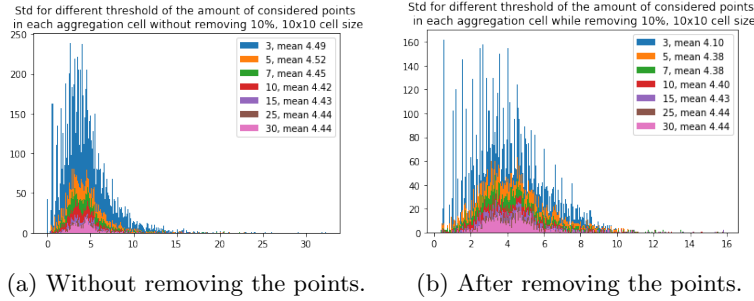 Std for different threshold of the amount of considered points
in each aggregation cell without removing 10%, 10x10 cell size
250
200
150
100
50
0
0 5 10 15 20 25 30
3, mean 4.49
5, mean 4.52
7, mean 4.45
10, mean 4.42
15, mean 4.43
25, mean 4.44
30, mean 4.44
(a) Without removing the points.
Std for different threshold of the amount of considered points
in each aggregation cell while removing 10%, 10x10 cell size
160
140
120
100
80
60
40
20
0
0 2 4 6 8 10 12 14 16
3, mean 4.10
5, mean 4.38
7, mean 4.38
10, mean 4.40
15, mean 4.43
25, mean 4.44
30, mean 4.44
(b) After removing the points.